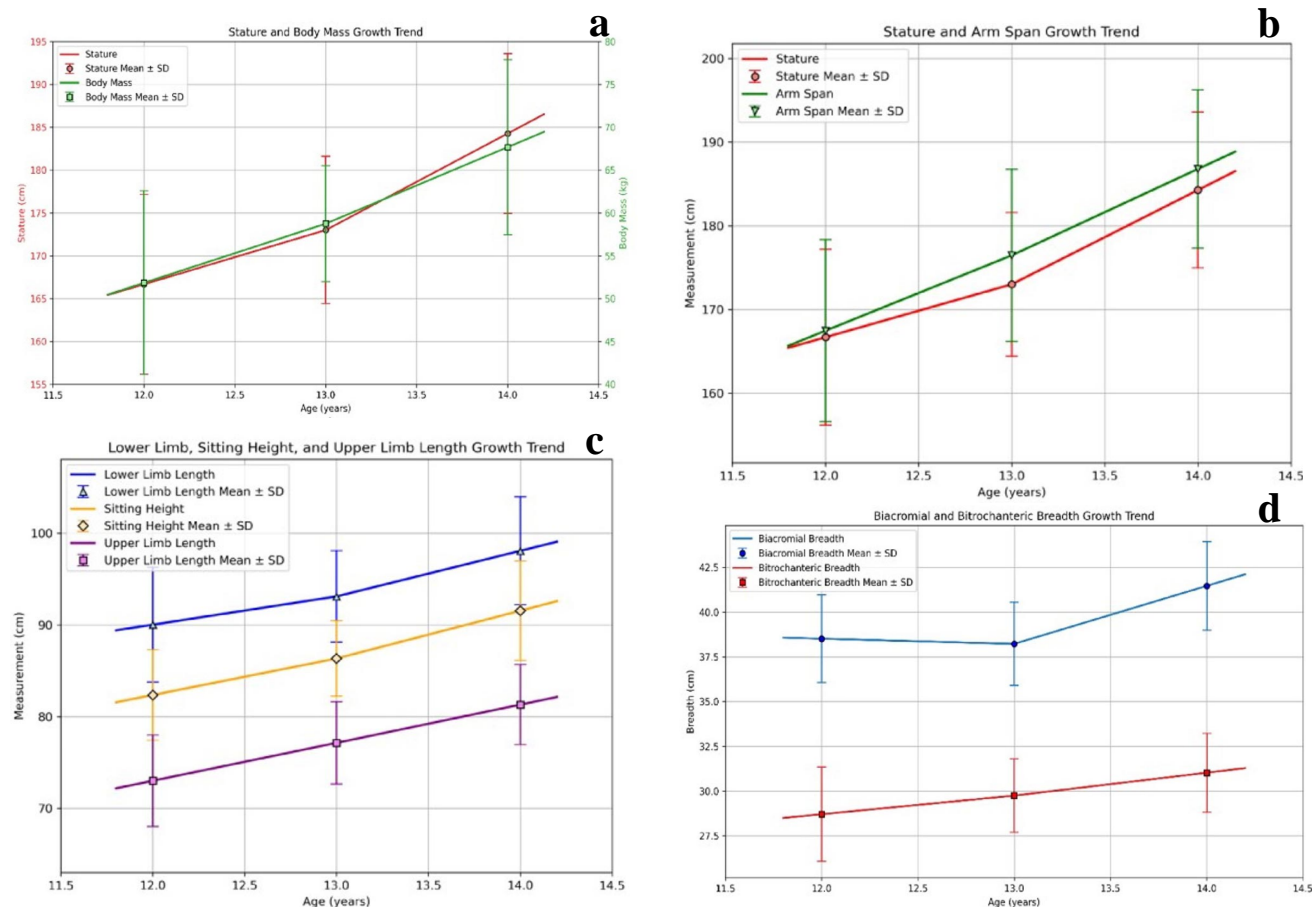 a
Stature and Body Mass Growth Trend
Stature
Stature Mean ± SD
Body Mass
Body Mass Mean ± SD
195
190
185
180
175
170
165
160
155
Stature (cm)
80
75
70
65
60
55
50
45
40
Body Mass (kg)
11.5 12.0 12.5 13.0 13.5 14.0 14.5
Age (years)
b
Stature and Arm Span Growth Trend
Stature
Stature Mean ± SD
Arm Span
Arm Span Mean ± SD
200
190
180
170
160
Measurement (cm)
11.5 12.0 12.5 13.0 13.5 14.0 14.5
Age (years)
c
Lower Limb, Sitting Height, and Upper Limb Length Growth Trend
Lower Limb Length
Lower Limb Length Mean ± SD
Sitting Height
Sitting Height Mean ± SD
Upper Limb Length
Upper Limb Length Mean ± SD
100
90
80
70
Measurement (cm)
11.5 12.0 12.5 13.0 13.5 14.0 14.5
Age (years)
d
Biacromial and Bitrochanteric Breadth Growth Trend
Biacromial Breadth
Biacromial Breadth Mean ± SD
Bitrochanteric Breadth
Bitrochanteric Breadth Mean ± SD
42.5
40.0
37.5
35.0
32.5
30.0
27.5
Breadth (cm)
11.5 12.0 12.5 13.0 13.5 14.0 14.5
Age (years)